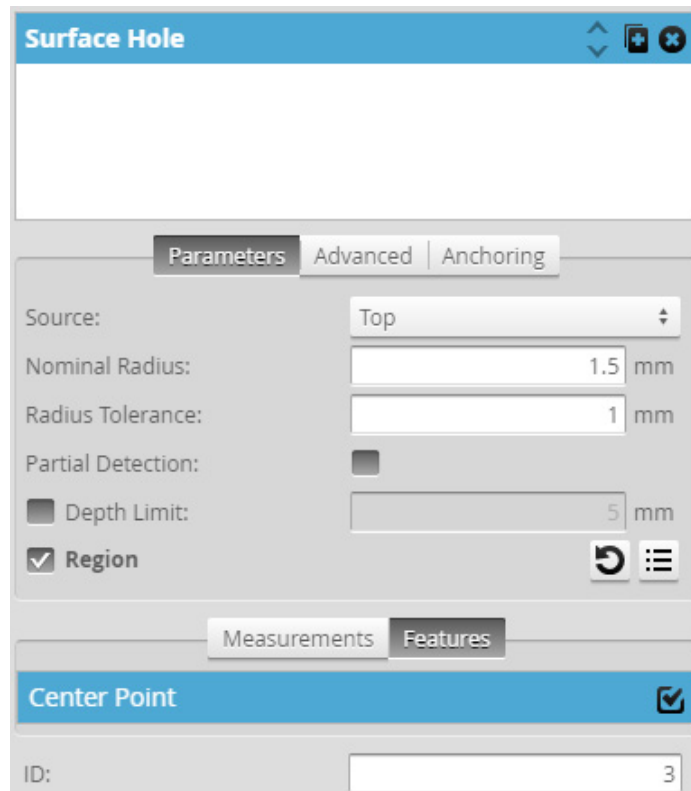 Surface Hole
Parameters Advanced Anchoring
Source: Top
Nominal Radius: 1.5 mm
Radius Tolerance: 1 mm
Partial Detection:
Depth Limit: 5 mm
Region
Measurements Features
Center Point
ID: 3